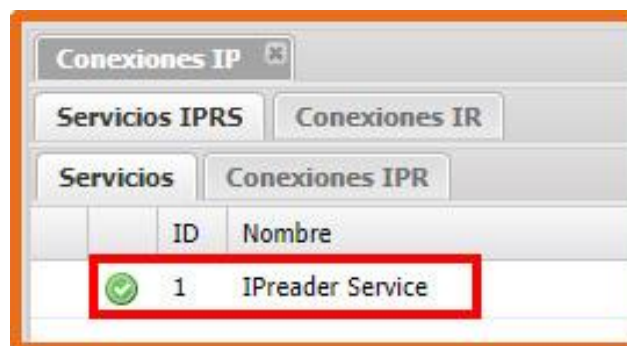 Conexiones IP
Servicios IPRS Conexiones IR
Servicios Conexiones IPR
ID Nombre
1 IPreader Service